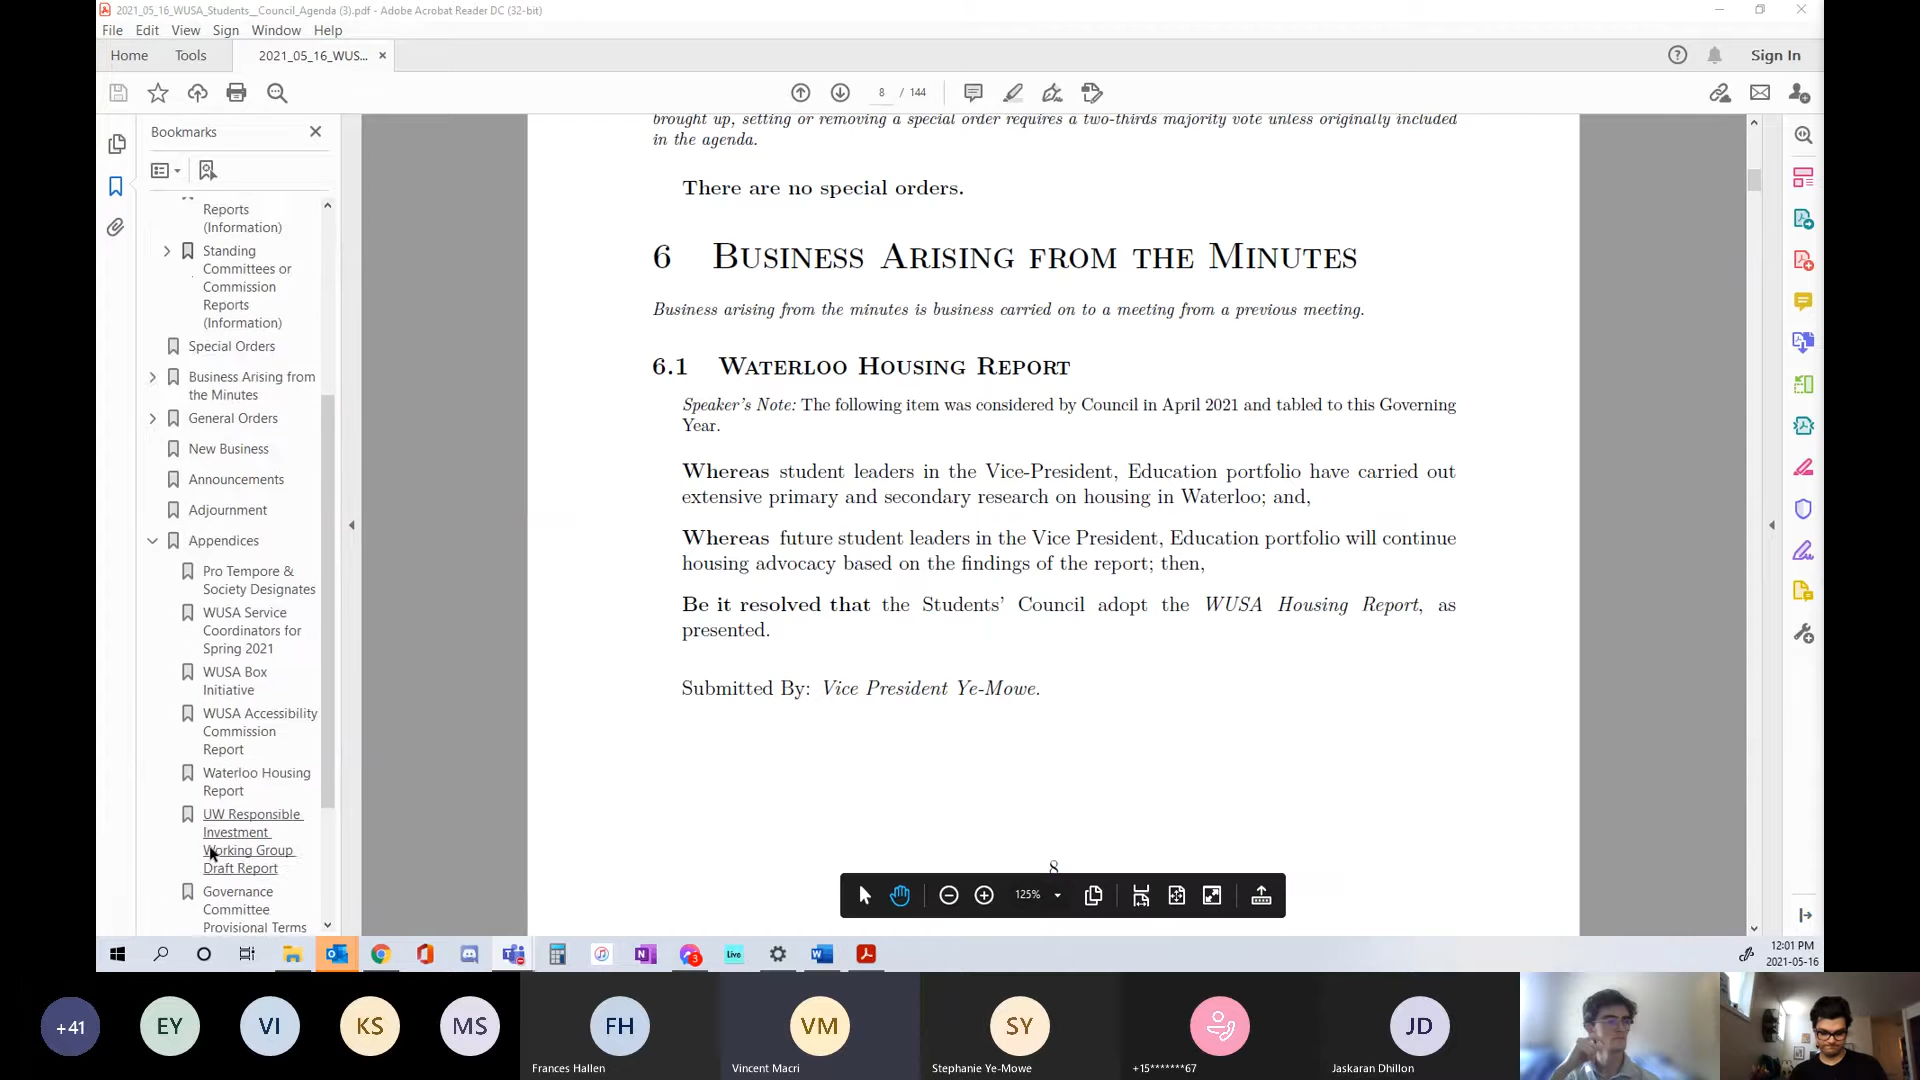 2021_05_16_WUSA_Students__Council_Agenda (3).pdf - Adobe Acrobat Reader DC (32-bit)
File Edit View Sign Window Help
Home Tools 2021_05_16_WUS... Sign In
8 / 144
Bookmarks
Reports
(Information)
Standing
Committees or
Commission
Reports
(Information)
Special Orders
Business Arising from
the Minutes
General Orders
New Business
Announcements
Adjournment
Appendices
Pro Tempore &
Society Designates
WUSA Service
Coordinators for
Spring 2021
WUSA Box
Initiative
WUSA Accessibility
Commission
Report
Waterloo Housing
Report
UW Responsible
Investment
Working Group
Draft Report
Governance
Committee
Provisional Terms
brought up, setting or removing a special order requires a two-thirds majority vote unless originally included
in the agenda.
There are no special orders.
6 Business Arising from the Minutes
Business arising from the minutes is business carried on to a meeting from a previous meeting.
6.1 Waterloo Housing Report
Speaker's Note: The following item was considered by Council in April 2021 and tabled to this Governing
Year.
Whereas student leaders in the Vice-President, Education portfolio have carried out
extensive primary and secondary research on housing in Waterloo; and,
Whereas future student leaders in the Vice President, Education portfolio will continue
housing advocacy based on the findings of the report; then,
Be it resolved that the Students' Council adopt the WUSA Housing Report, as
presented.
Submitted By: Vice President Ye-Mowe.
8
125%
3
Live
12:01 PM
2021-05-16
+41
EY
VI
KS
MS
FH
VM
SY
JD
Frances Hallen
Vincent Macri
Stephanie Ye-Mowe
+15*******67
Jaskaran Dhillon